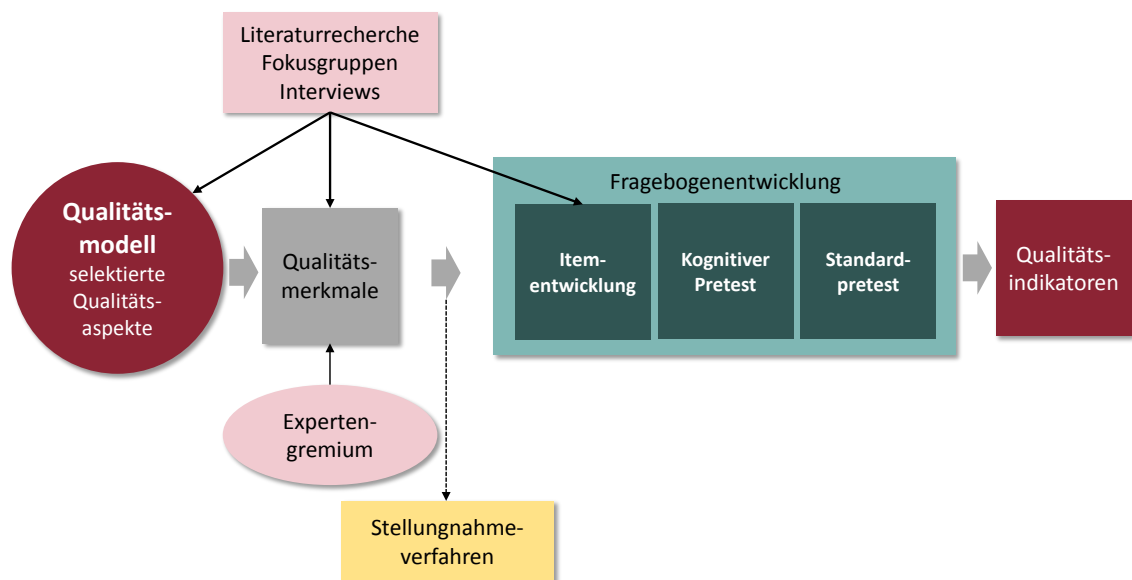 Literaturrecherche
Fokusgruppen
Interviews
Qualitäts-
modell
selektierte
Qualitäts-
aspekte
Qualitäts-
merkmale
Experten-
gremium
Stellungnahme-
verfahren
Fragebogenentwicklung
Item-
entwicklung
Kognitiver
Pretest
Standard-
pretest
Qualitäts-
indikatoren